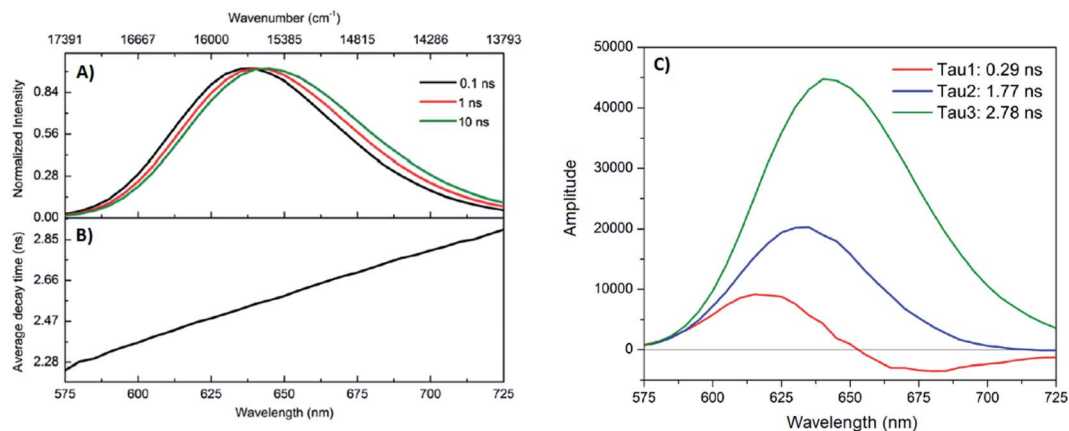 Wavenumber (cm⁻¹)
17391 16667 16000 15385 14815 14286 13793
A)
0.1 ns
1 ns
10 ns
Normalized Intensity
0.84
0.56
0.28
0.00
B)
Average decay time (ns)
2.85
2.66
2.47
2.28
575 600 625 650 675 700 725
Wavelength (nm)
C)
Tau1: 0.29 ns
Tau2: 1.77 ns
Tau3: 2.78 ns
Amplitude
50000
40000
30000
20000
10000
0
575 600 625 650 675 700 725
Wavelength (nm)